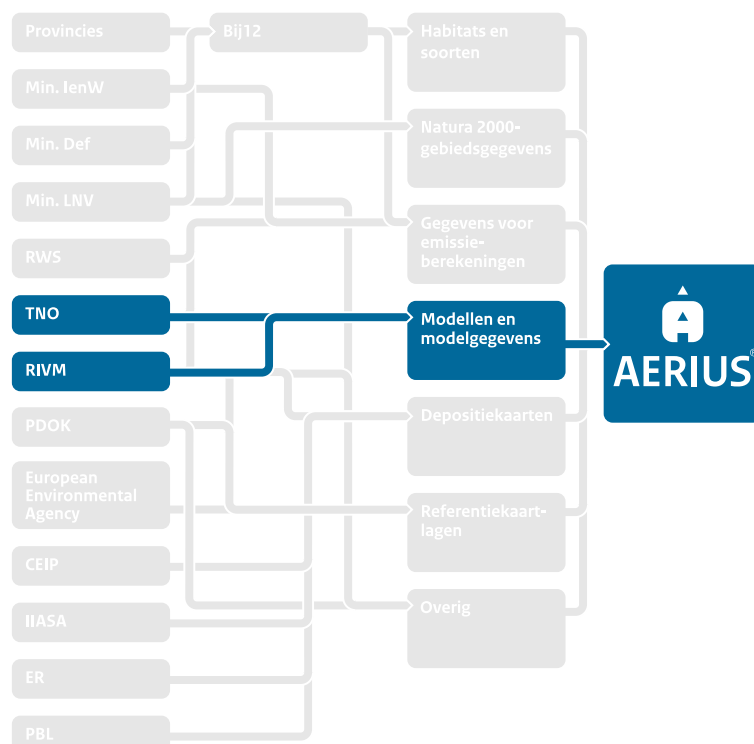 Provincies
Min. IenW
Min. Def
Min. LNV
RWS
TNO
RIVM
PDOK
European
Environmental
Agency
CEIP
IIASA
ER
PBL
Bij12
Habitats en
soorten
Natura 2000-
gebiedsgegevens
Gegevens voor
emissie-
berekeningen
Modellen en
modelgegevens
Depositiekaarten
Referentiekaart-
lagen
Overig
AERIUS®